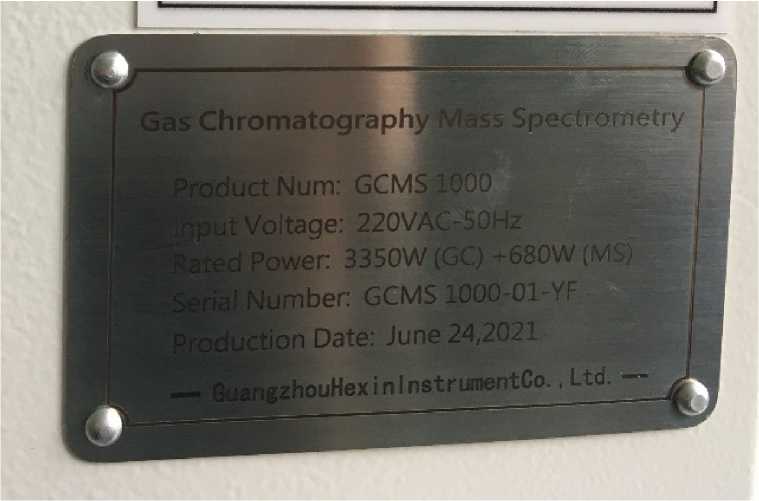 Gas Chromatography Mass Spectrometry
Product Num: GCMS 1000
Input Voltage: 220VAC-50Hz
Rated Power: 3350W (GC) +680W (MS)
Serial Number: GCMS 1000-01-YF
Production Date: June 24,2021
— GuangzhouHexinInstrumentCo.,Ltd. —